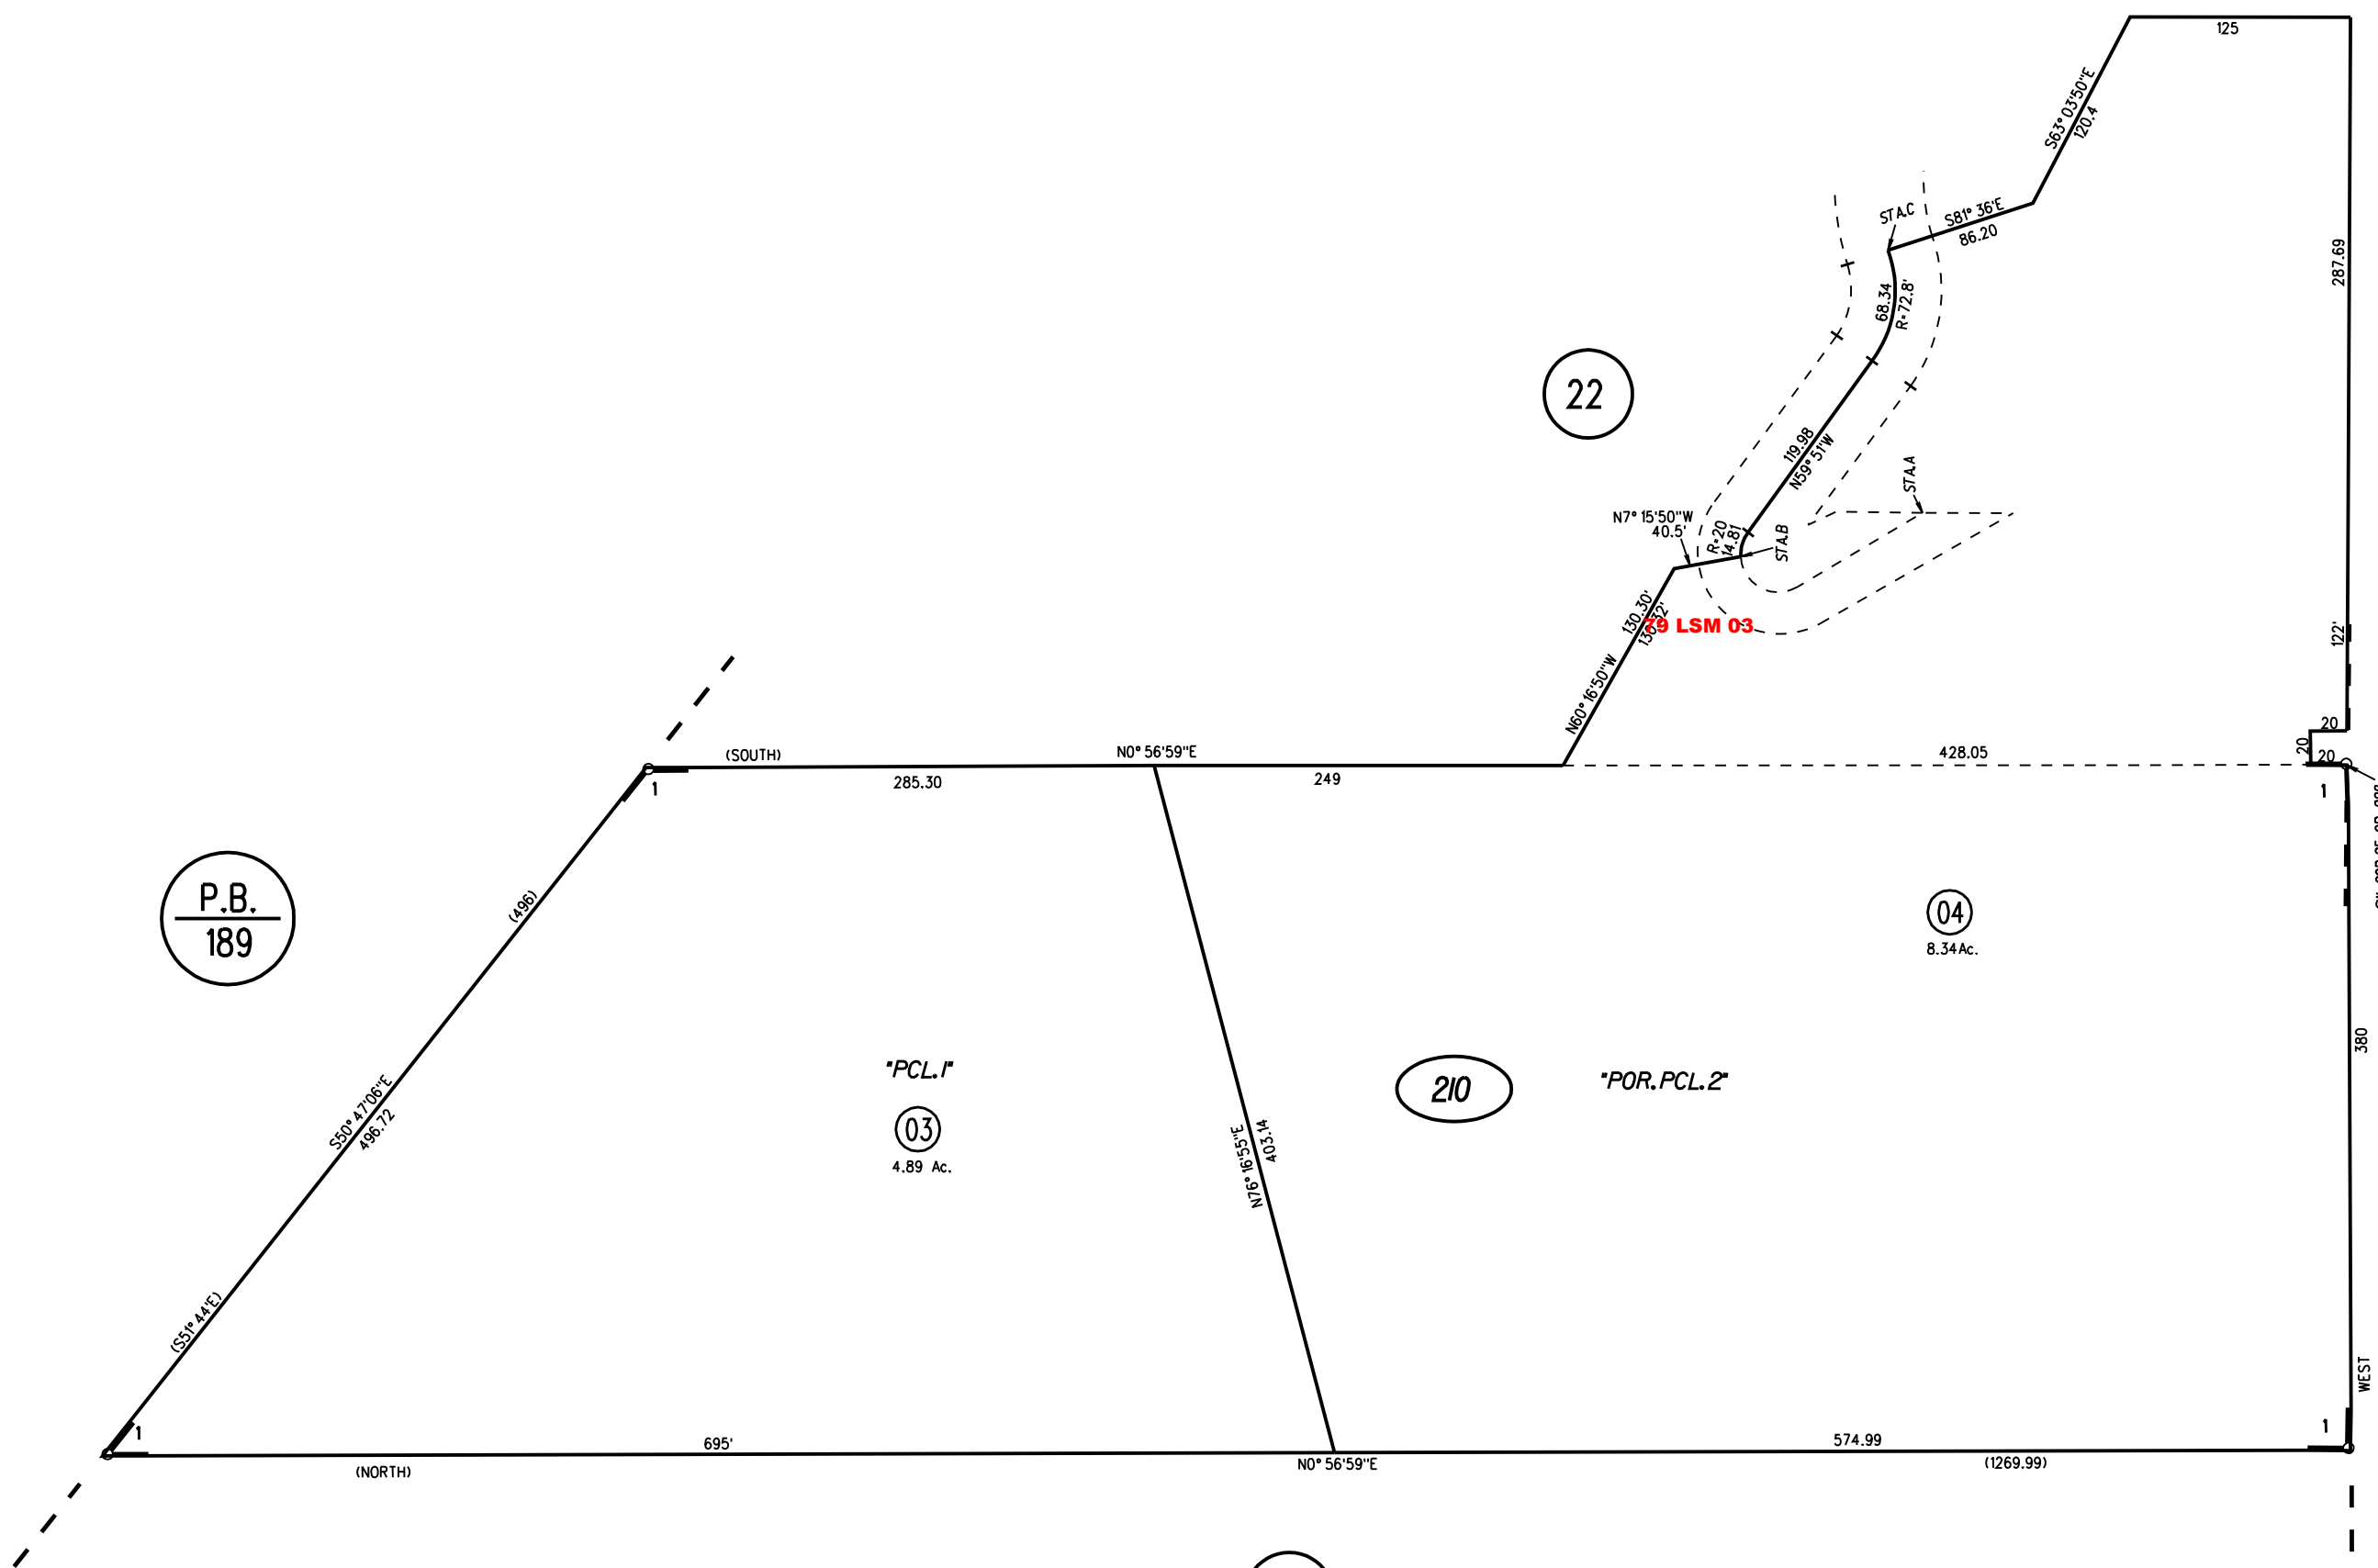 125
S63°03'50"E
120.4
STA.C
S81°36'E
86.20
287.69
68.34
R=72.8'
22
119.98
N59°51'W
STA.A
N7°15'50"W
40.5'
R=20
14.81
STA.B
130.30'
130.32'
79 LSM 03
N60°16'50"W
122'
20
20
20
(SOUTH)
N0°56'59"E
428.05
285.30
249
1
1
P.B.
189
(496)
04
8.34Ac.
380
"PCL.1"
210
"POR.PCL.2"
03
4.89 Ac.
S50°47'06"E
496.72
N76°16'55"E
403.14
(S51°44'E)
WEST
1
1
695'
574.99
(NORTH)
N0°56'59"E
(1269.99)